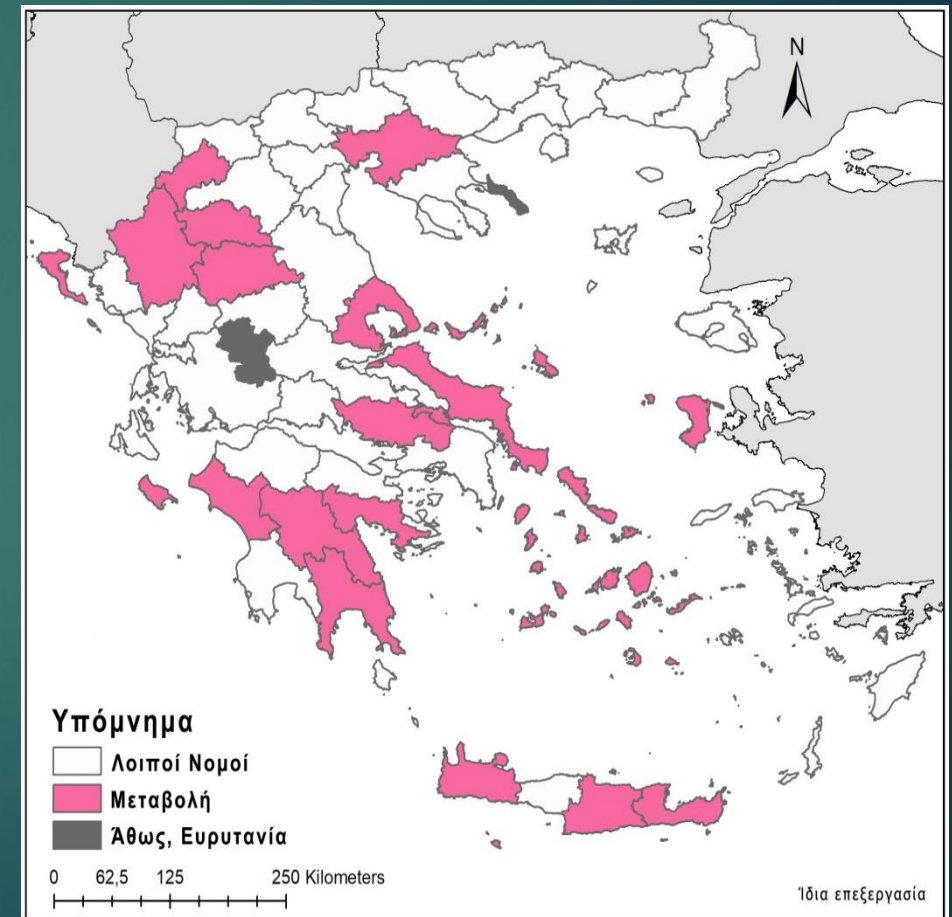 N
Υπόμνημα
Λοιποί Νομοί
Μεταβολή
Άθως, Ευρυτανία
0 62,5 125 250 Kilometers
Ίδια επεξεργασία